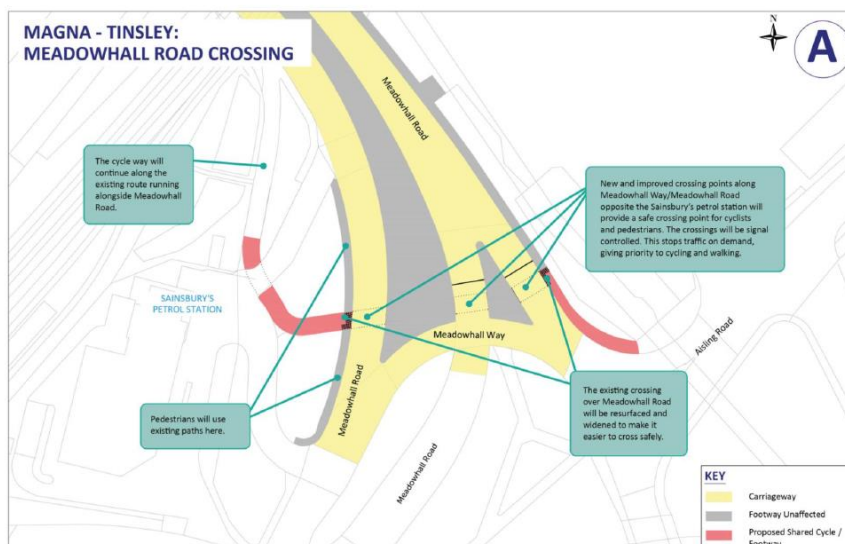 MAGNA - TINSLEY:
MEADOWHALL ROAD CROSSING
N
A
Meadowhall Road
The cycle way will
continue along the
existing route running
alongside Meadowhall
Road.
New and improved crossing points along
Meadowhall Way/Meadowhall Road
opposite the Sainsbury's petrol station will
provide a safe crossing point for cyclists
and pedestrians. The crossings will be signal
controlled. This stops traffic on demand,
giving priority to cycling and walking.
SAINSBURY'S
PETROL STATION
Meadowhall Way
Aisling Road
Meadowhall Road
Pedestrians will use
existing paths here.
The existing crossing
over Meadowhall Road
will be resurfaced and
widened to make it
easier to cross safely.
Meadowhall Road
KEY
Carriageway
Footway Unaffected
Proposed Shared Cycle /
Footway